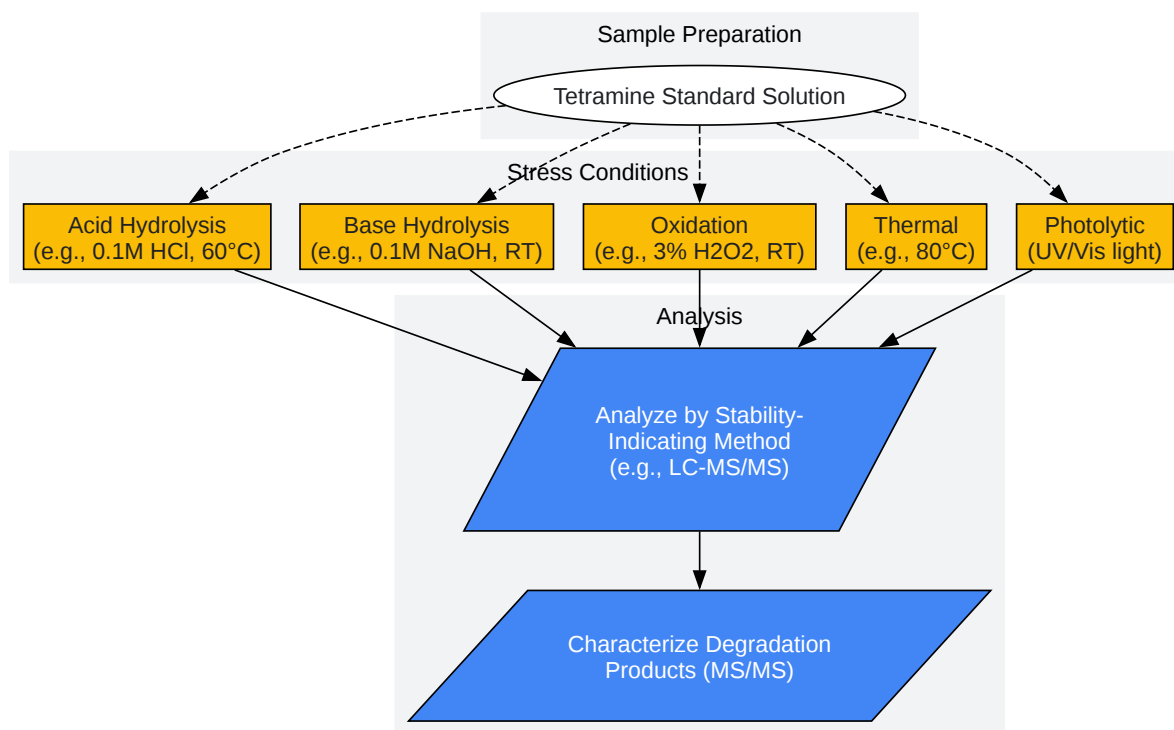 Sample Preparation
Tetramine Standard Solution
Stress Conditions
Acid Hydrolysis
(e.g., 0.1M HCl, 60°C)
Base Hydrolysis
(e.g., 0.1M NaOH, RT)
Oxidation
(e.g., 3% H2O2, RT)
Thermal
(e.g., 80°C)
Photolytic
(UV/Vis light)
Analysis
Analyze by Stability-
Indicating Method
(e.g., LC-MS/MS)
Characterize Degradation
Products (MS/MS)